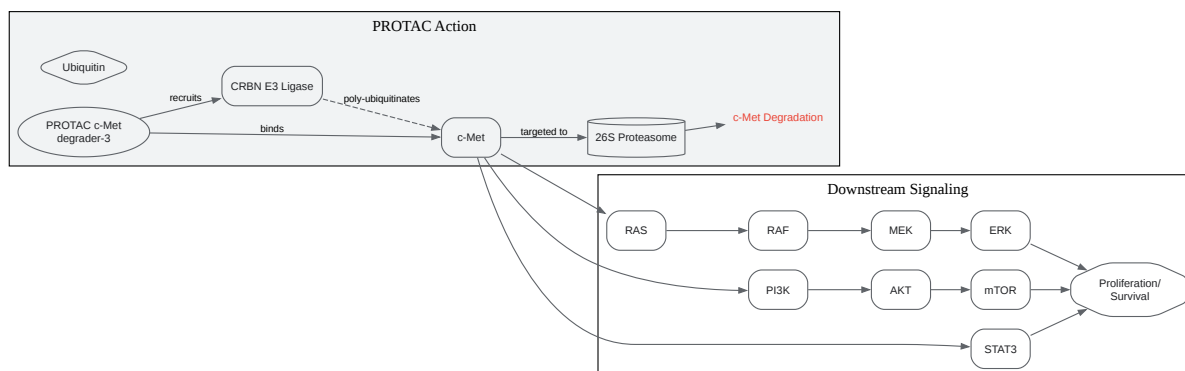 PROTAC Action
Ubiquitin
CRBN E3 Ligase
recruits
poly-ubiquitinates
PROTAC c-Met
degrader-3
binds
c-Met
targeted to
26S Proteasome
c-Met Degradation
Downstream Signaling
RAS
RAF
MEK
ERK
PI3K
AKT
mTOR
Proliferation/
Survival
STAT3